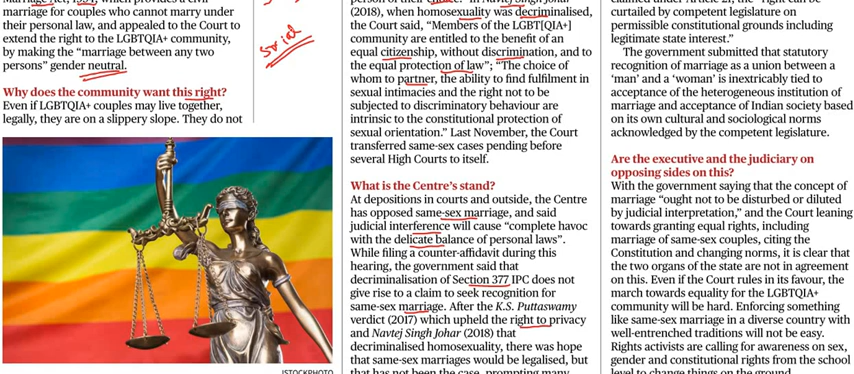 marriage for couples who cannot marry under
their personal law, and appealed to the Court to
extend the right to the LGBTQIA+ community,
by making the “marriage between any two
persons” gender neutral.
Why does the community want this right?
Even if LGBTQIA+ couples may live together,
legally, they are on a slippery slope. They do not
Social
ISTOCKPHOTO
(2018), when homosexuality was decriminalised,
the Court said, “Members of the LGBT[QIA+]
community are entitled to the benefit of an
equal citizenship, without discrimination, and to
the equal protection of law”; “The choice of
whom to partner, the ability to find fulfilment in
sexual intimacies and the right not to be
subjected to discriminatory behaviour are
intrinsic to the constitutional protection of
sexual orientation.” Last November, the Court
transferred same-sex cases pending before
several High Courts to itself.
What is the Centre’s stand?
At depositions in courts and outside, the Centre
has opposed same-sex marriage, and said
judicial interference will cause “complete havoc
with the delicate balance of personal laws”.
While filing a counter-affidavit during this
hearing, the government said that
decriminalisation of Section 377 IPC does not
give rise to a claim to seek recognition for
same-sex marriage. After the K.S. Puttaswamy
verdict (2017) which upheld the right to privacy
and Navtej Singh Johar (2018) that
decriminalised homosexuality, there was hope
that same-sex marriages would be legalised, but
that has not been the case, prompting many
curtailed by competent legislature on
permissible constitutional grounds including
legitimate state interest.”
The government submitted that statutory
recognition of marriage as a union between a
‘man’ and a ‘woman’ is inextricably tied to
acceptance of the heterogeneous institution of
marriage and acceptance of Indian society based
on its own cultural and sociological norms
acknowledged by the competent legislature.
Are the executive and the judiciary on
opposing sides on this?
With the government saying that the concept of
marriage “ought not to be disturbed or diluted
by judicial interpretation,” and the Court leaning
towards granting equal rights, including
marriage of same-sex couples, citing the
Constitution and changing norms, it is clear that
the two organs of the state are not in agreement
on this. Even if the Court rules in its favour, the
march towards equality for the LGBTQIA+
community will be hard. Enforcing something
like same-sex marriage in a diverse country with
well-entrenched traditions will not be easy.
Rights activists are calling for awareness on sex,
gender and constitutional rights from the school
level to change things on the ground.